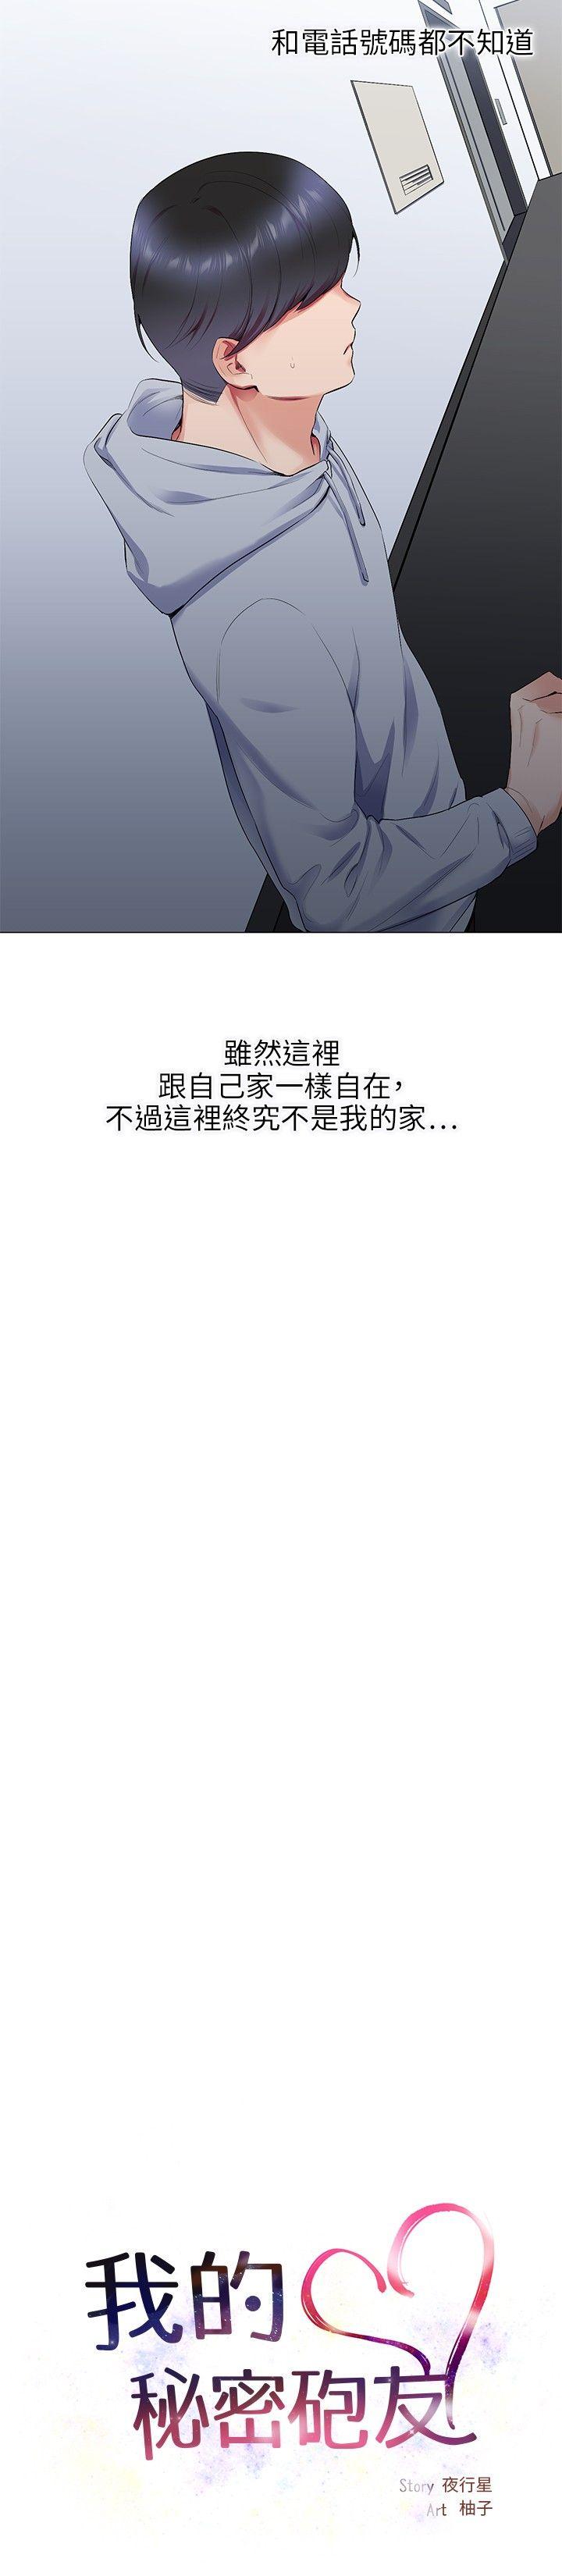 和電話號碼都不知道
雖然這裡
跟自己家一樣自在，
不過這裡終究不是我的家...
我的
秘密砲友
Story 夜行星
Art 柚子